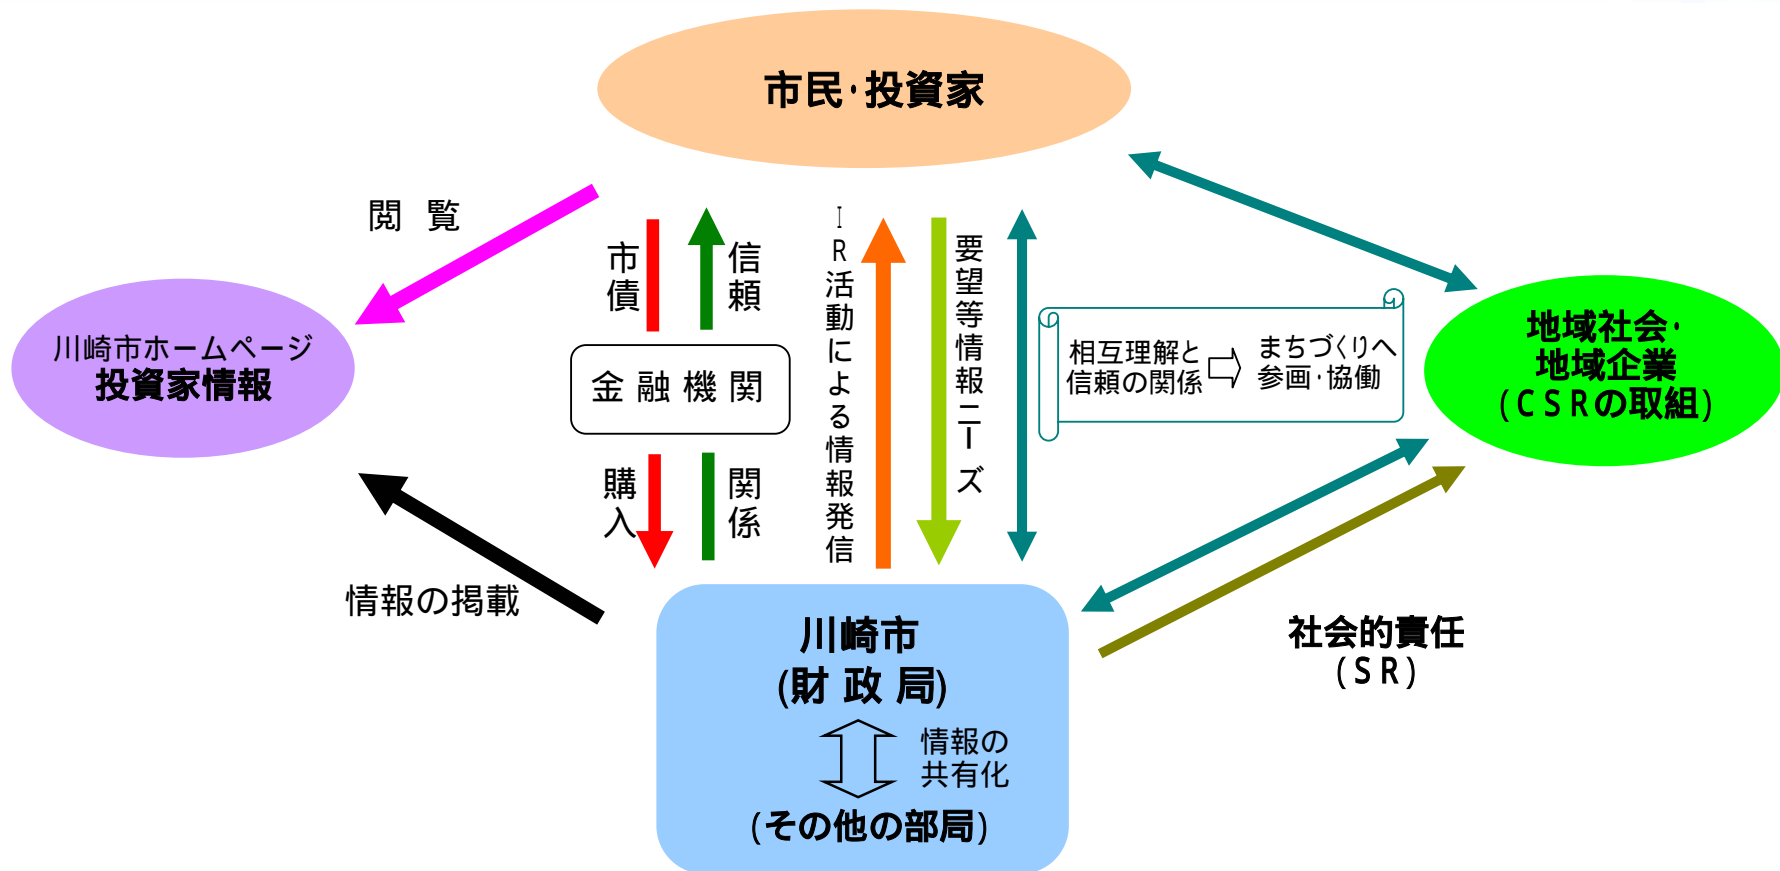 市民・投資家
閲 覧
市債
信頼
IR活動による情報発信
要望等情報ニーズ
川崎市ホームページ
投資家情報
金 融 機 関
相互理解と
信頼の関係
まちづくりへ
参画・協働
地域社会・
地域企業
(CSRの取組)
購入
関係
情報の掲載
川崎市
(財 政 局)
情報の
共有化
(その他の部局)
社会的責任
(SR)